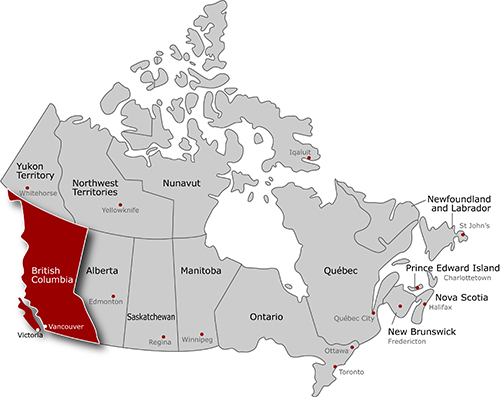 Iqaluit
Yukon
Territory
Whitehorse
Northwest
Territories
Yellowknife
Nunavut
Newfoundland
and Labrador
St John's
British
Columbia
Alberta
Edmonton
Manitoba
Québec
Prince Edward Island
Charlottetown
Nova Scotia
Halifax
Saskatchewan
Ontario
Québec City
Vancouver
Victoria
Regina
Winnipeg
New Brunswick
Fredericton
Ottawa
Toronto